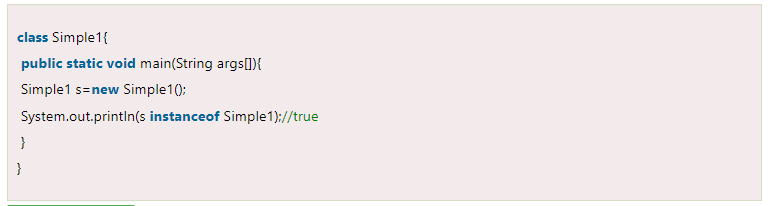 class Simple1{
public static void main(String args[]){
Simple1 s=new Simple1();
System.out.println(s instanceof Simple1);//true
}
}